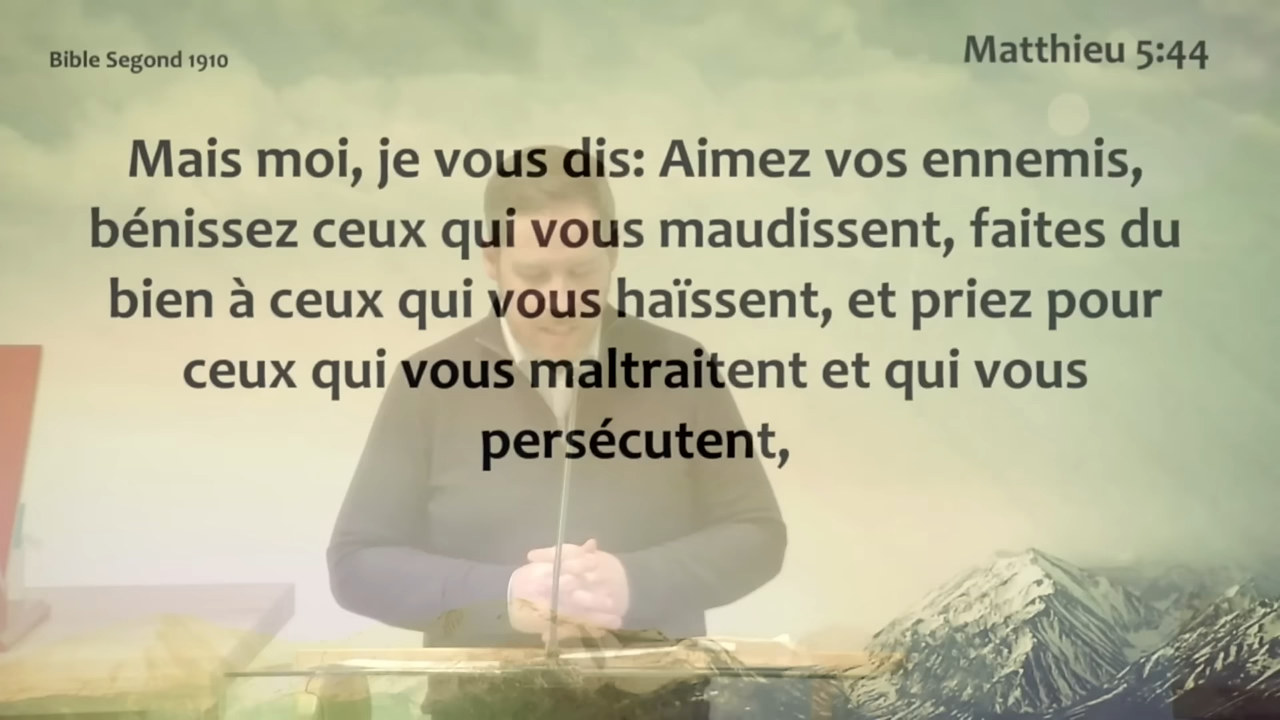 Bible Segond 1910
Matthieu 5:44
Mais moi, je vous dis: Aimez vos ennemis,
bénissez ceux qui vous maudissent, faites du
bien à ceux qui vous haïssent, et priez pour
ceux qui vous maltraitent et qui vous
persécutent,